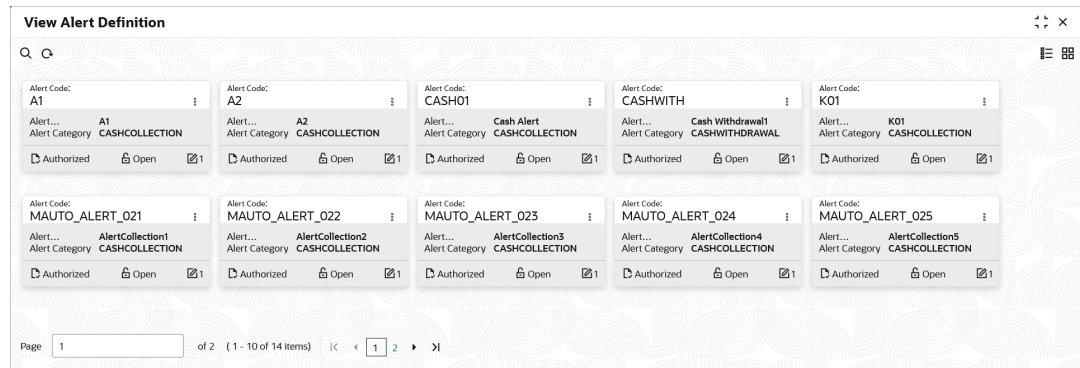 View Alert Definition
Alert Code:
A1
Alert... A1
Alert Category CASHCOLLECTION
Authorized Open 1
Alert Code:
A2
Alert... A2
Alert Category CASHCOLLECTION
Authorized Open 1
Alert Code:
CASH01
Alert... Cash Alert
Alert Category CASHCOLLECTION
Authorized Open 1
Alert Code:
CASHWITH
Alert... Cash Withdrawal1
Alert Category CASHWITHDRAWAL
Authorized Open 1
Alert Code:
K01
Alert... K01
Alert Category CASHCOLLECTION
Authorized Open 1
Alert Code:
MAUTO_ALERT_021
Alert... AlertCollection1
Alert Category CASHCOLLECTION
Authorized Open 1
Alert Code:
MAUTO_ALERT_022
Alert... AlertCollection2
Alert Category CASHCOLLECTION
Authorized Open 1
Alert Code:
MAUTO_ALERT_023
Alert... AlertCollection3
Alert Category CASHCOLLECTION
Authorized Open 1
Alert Code:
MAUTO_ALERT_024
Alert... AlertCollection4
Alert Category CASHCOLLECTION
Authorized Open 1
Alert Code:
MAUTO_ALERT_025
Alert... AlertCollection5
Alert Category CASHCOLLECTION
Authorized Open 1
Page 1 of 2 (1 - 10 of 14 items) 1 2